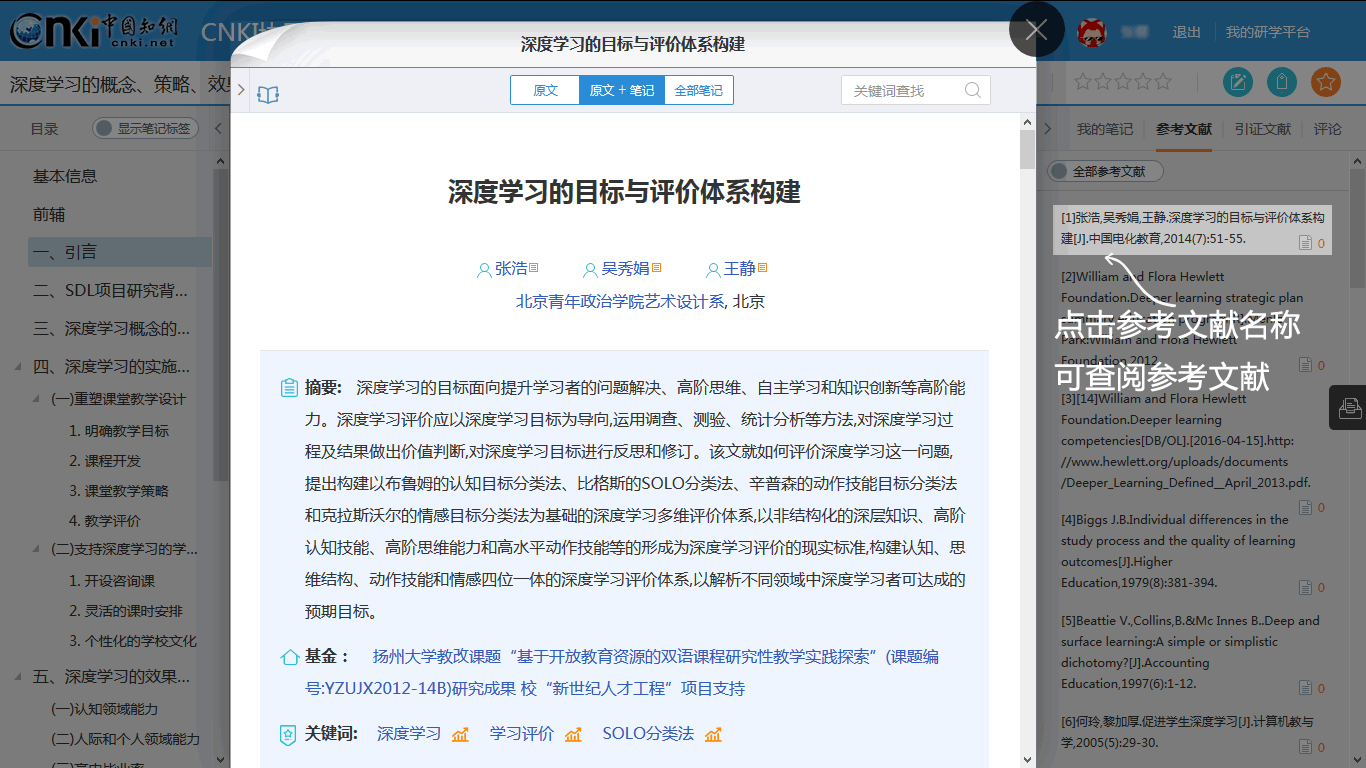 CNKi中国知网
cnki.net
CNKI
退出
我的研学平台
深度学习的概念、策略、效果
目录
显示笔记标签
基本信息
前辅
一、引言
二、SDL项目研究背...
三、深度学习概念的...
四、深度学习的实施...
(一)重塑课堂教学设计
1. 明确教学目标
2. 课程开发
3. 课堂教学策略
4. 教学评价
(二)支持深度学习的学...
1. 开设咨询课
2. 灵活的课时安排
3. 个性化的学校文化
五、深度学习的效果...
(一)认知领域能力
(二)人际和个人领域能力
(三)高中毕业率
深度学习的目标与评价体系构建
原文
原文 + 笔记
全部笔记
关键词查找
深度学习的目标与评价体系构建
张浩 吴秀娟 王静
北京青年政治学院艺术设计系, 北京
摘要: 深度学习的目标面向提升学习者的问题解决、高阶思维、自主学习和知识创新等高阶能
力。深度学习评价应以深度学习目标为导向,运用调查、测验、统计分析等方法,对深度学习过
程及结果做出价值判断,对深度学习目标进行反思和修订。该文就如何评价深度学习这一问题,
提出构建以布鲁姆的认知目标分类法、比格斯的SOLO分类法、辛普森的动作技能目标分类法
和克拉斯沃尔的情感目标分类法为基础的深度学习多维评价体系,以非结构化的深层知识、高阶
认知技能、高阶思维能力和高水平动作技能等的形成为深度学习评价的现实标准,构建认知、思
维结构、动作技能和情感四位一体的深度学习评价体系,以解析不同领域中深度学习者可达成的
预期目标。
基金： 扬州大学教改课题“基于开放教育资源的双语课程研究性教学实践探索”(课题编
号:YZUJX2012-14B)研究成果 校“新世纪人才工程”项目支持
关键词: 深度学习 学习评价 SOLO分类法
我的笔记
参考文献
引证文献
评论
全部参考文献
[1]张浩,吴秀娟,王静.深度学习的目标与评价体系构
建[J].中国电化教育,2014(7):51-55.
0
[2]William and Flora Hewlett
Foundation.Deeper learning strategic plan
点击参考文献名称
Park:William and Flora Hewlett
Foundation,2012.
0
可查阅参考文献
[3][14]William and Flora Hewlett
Foundation.Deeper learning
competencies[DB/OL].[2016-04-15].http:
//www.hewlett.org/uploads/documents
/Deeper_Learning_Defined__April_2013.pdf.
0
[4]Biggs J.B.Individual differences in the
study process and the quality of learning
outcomes[J].Higher
Education,1979(8):381-394.
0
[5]Beattie V.,Collins,B.&Mc Innes B..Deep and
surface learning:A simple or simplistic
dichotomy?[J].Accounting
Education,1997(6):1-12.
0
[6]何玲,黎加厚.促进学生深度学习[J].计算机教与
学,2005(5):29-30.
0